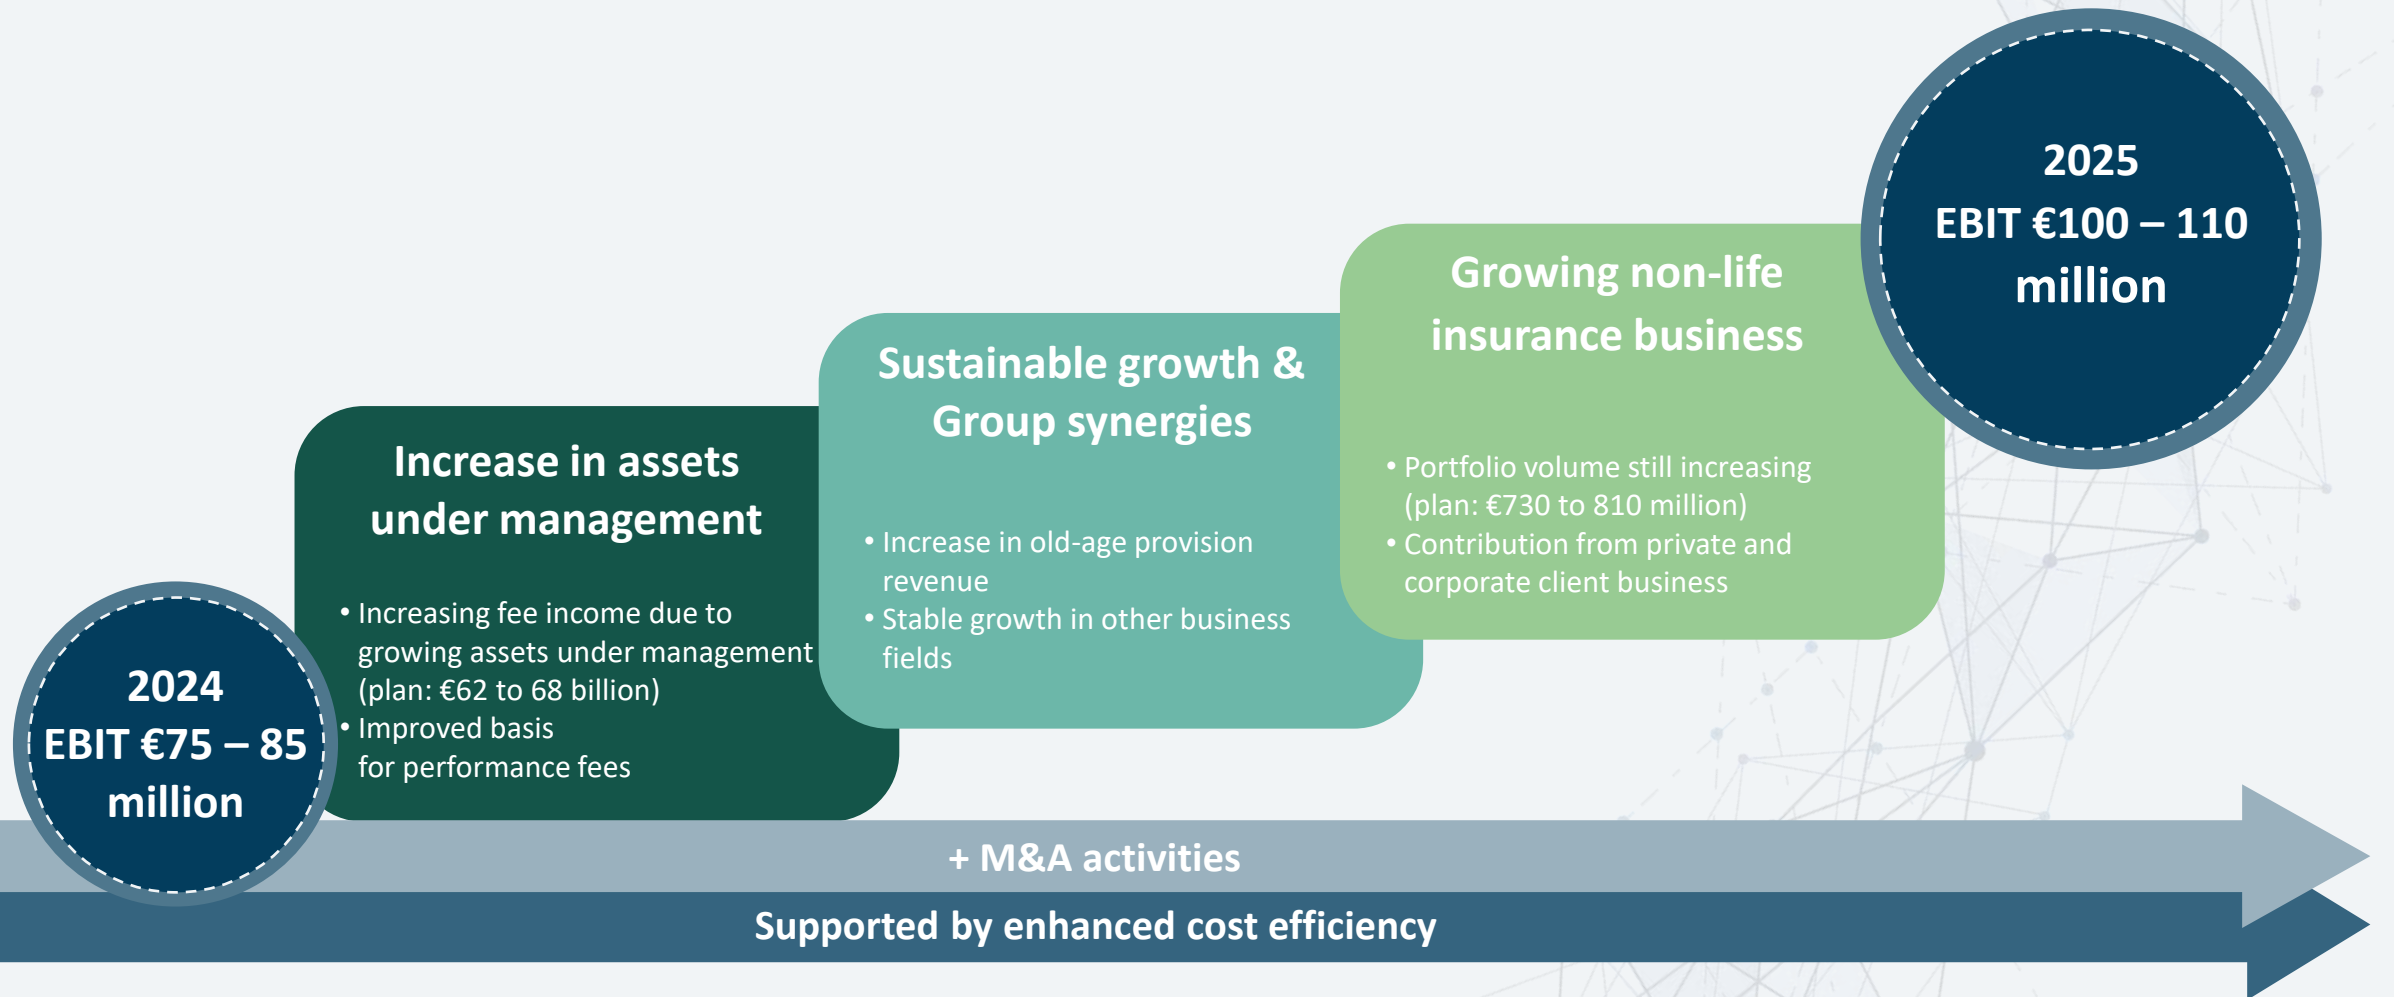 2024
EBIT €75 – 85
million
Increase in assets
under management
• Increasing fee income due to
growing assets under management
(plan: €62 to 68 billion)
• Improved basis
for performance fees
Sustainable growth &
Group synergies
• Increase in old-age provision
revenue
• Stable growth in other business
fields
Growing non-life
insurance business
• Portfolio volume still increasing
(plan: €730 to 810 million)
• Contribution from private and
corporate client business
2025
EBIT €100 – 110
million
+ M&A activities
Supported by enhanced cost efficiency